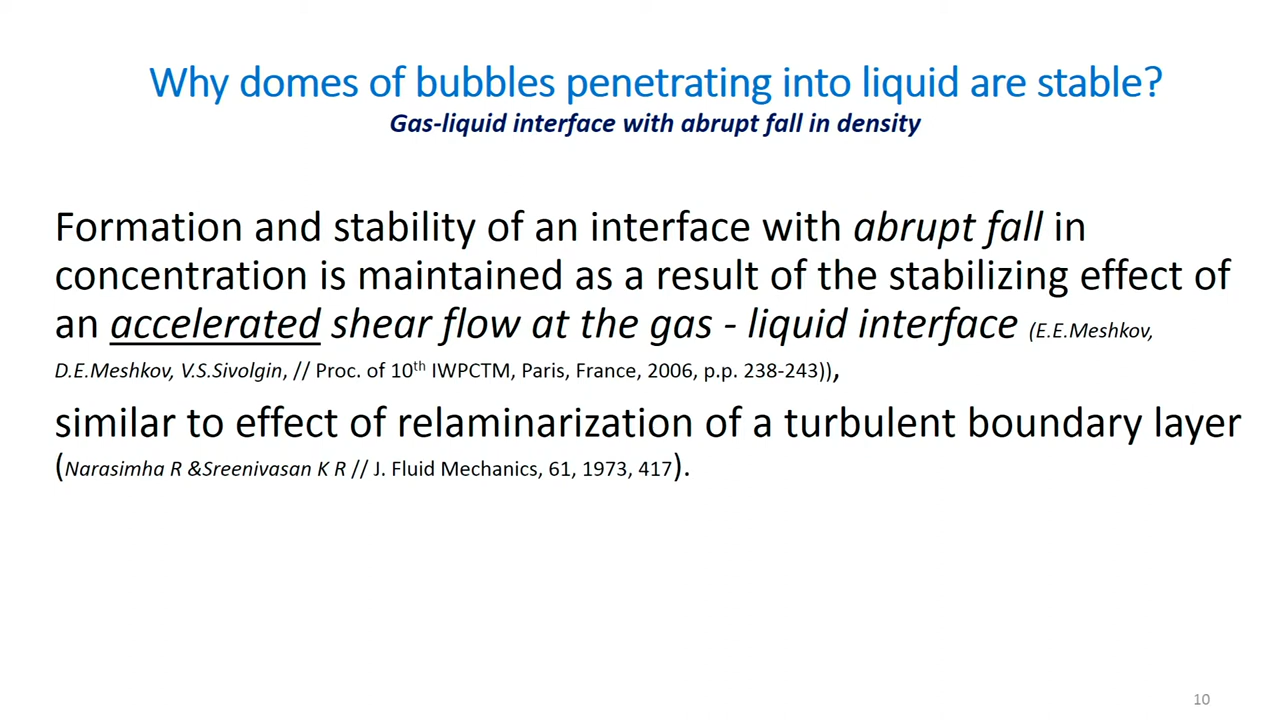 Why domes of bubbles penetrating into liquid are stable?
Gas-liquid interface with abrupt fall in density
Formation and stability of an interface with abrupt fall in
concentration is maintained as a result of the stabilizing effect of
an accelerated shear flow at the gas - liquid interface (E.E.Meshkov,
D.E.Meshkov, V.S.Sivolgin, // Proc. of 10th IWPCTM, Paris, France, 2006, p.p. 238-243)),
similar to effect of relaminarization of a turbulent boundary layer
(Narasimha R &Sreenivasan K R // J. Fluid Mechanics, 61, 1973, 417).
10